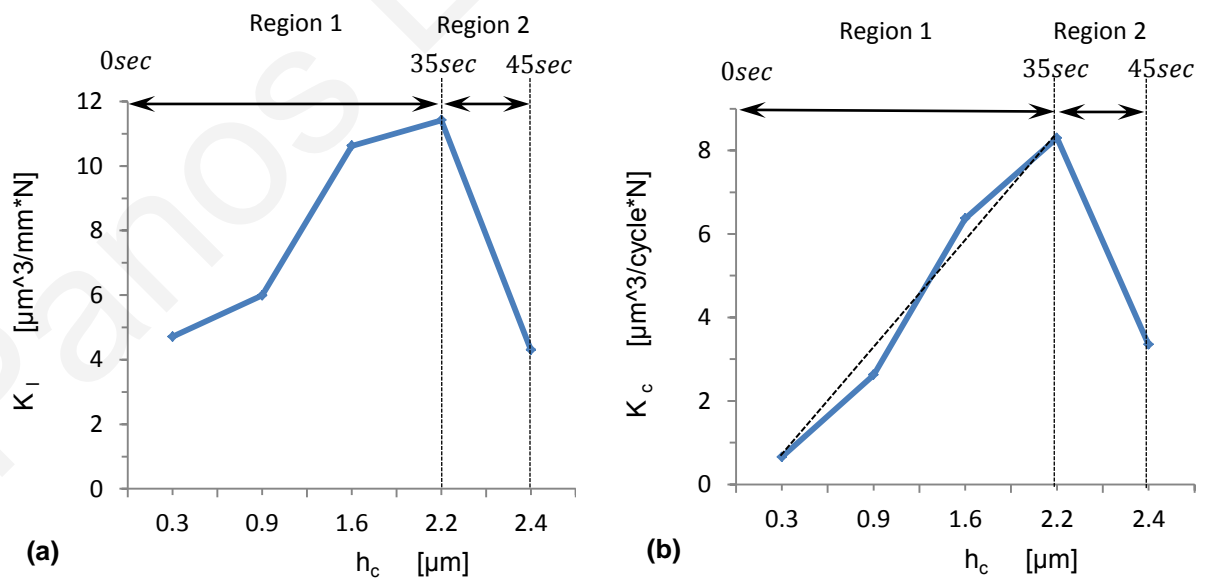 Region 1 Region 2
0sec 35sec 45sec
12
10
8
6
4
2
0
K_l [µm^3/mm*N]
0.3 0.9 1.6 2.2 2.4
h_c [µm]
(a)
Region 1 Region 2
0sec 35sec 45sec
8
6
4
2
0
K_c [µm^3/cycle*N]
0.3 0.9 1.6 2.2 2.4
h_c [µm]
(b)
Panos